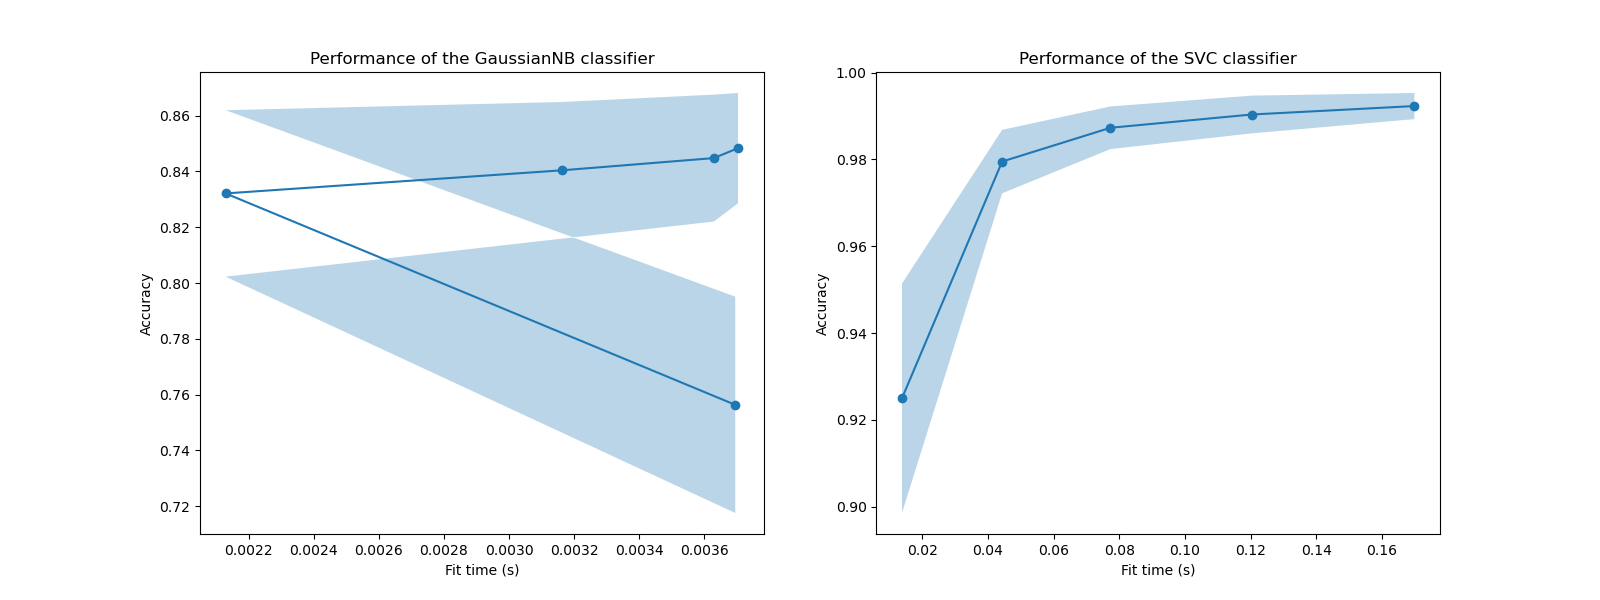 Performance of the GaussianNB classifier
Accuracy
0.86
0.84
0.82
0.80
0.78
0.76
0.74
0.72
0.0022 0.0024 0.0026 0.0028 0.0030 0.0032 0.0034 0.0036
Fit time (s)
Performance of the SVC classifier
Accuracy
1.00
0.98
0.96
0.94
0.92
0.90
0.02 0.04 0.06 0.08 0.10 0.12 0.14 0.16
Fit time (s)